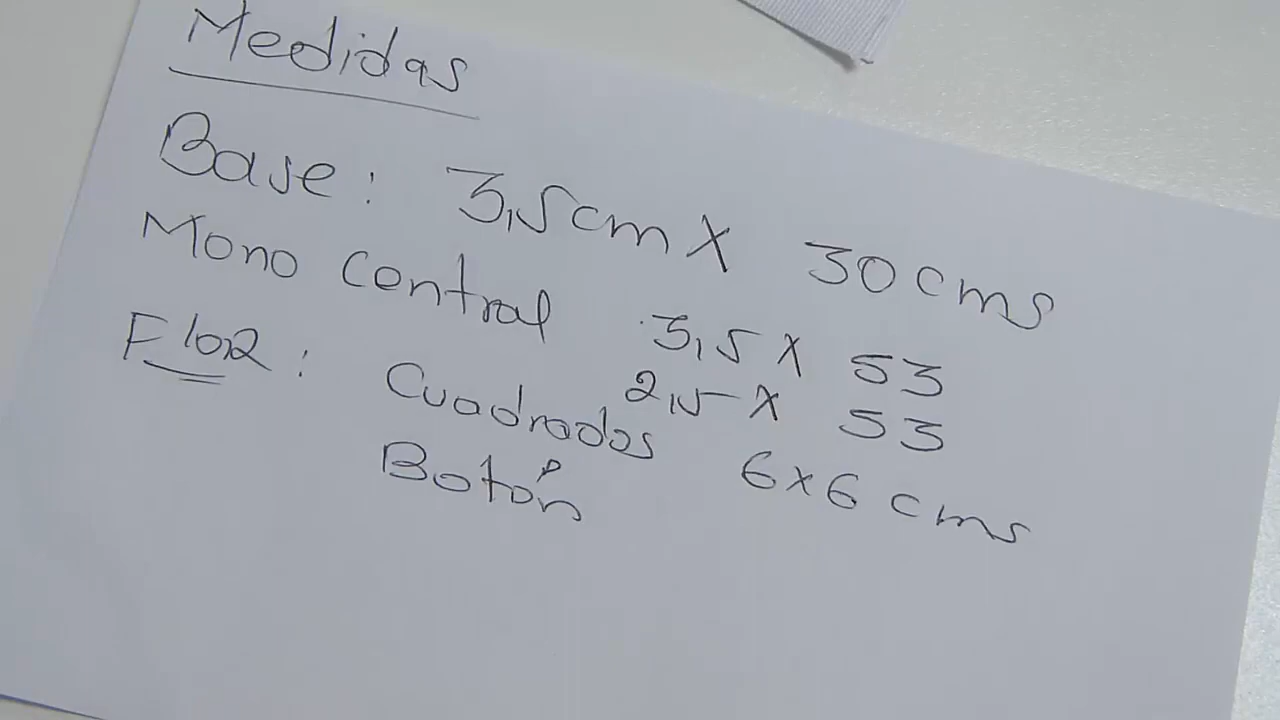 Medidas
Base: 3,5cm X 30cms
Mono central 3,5 X 53
2,5 X 53
Flor: Cuadrados 6x6 cms
Botón